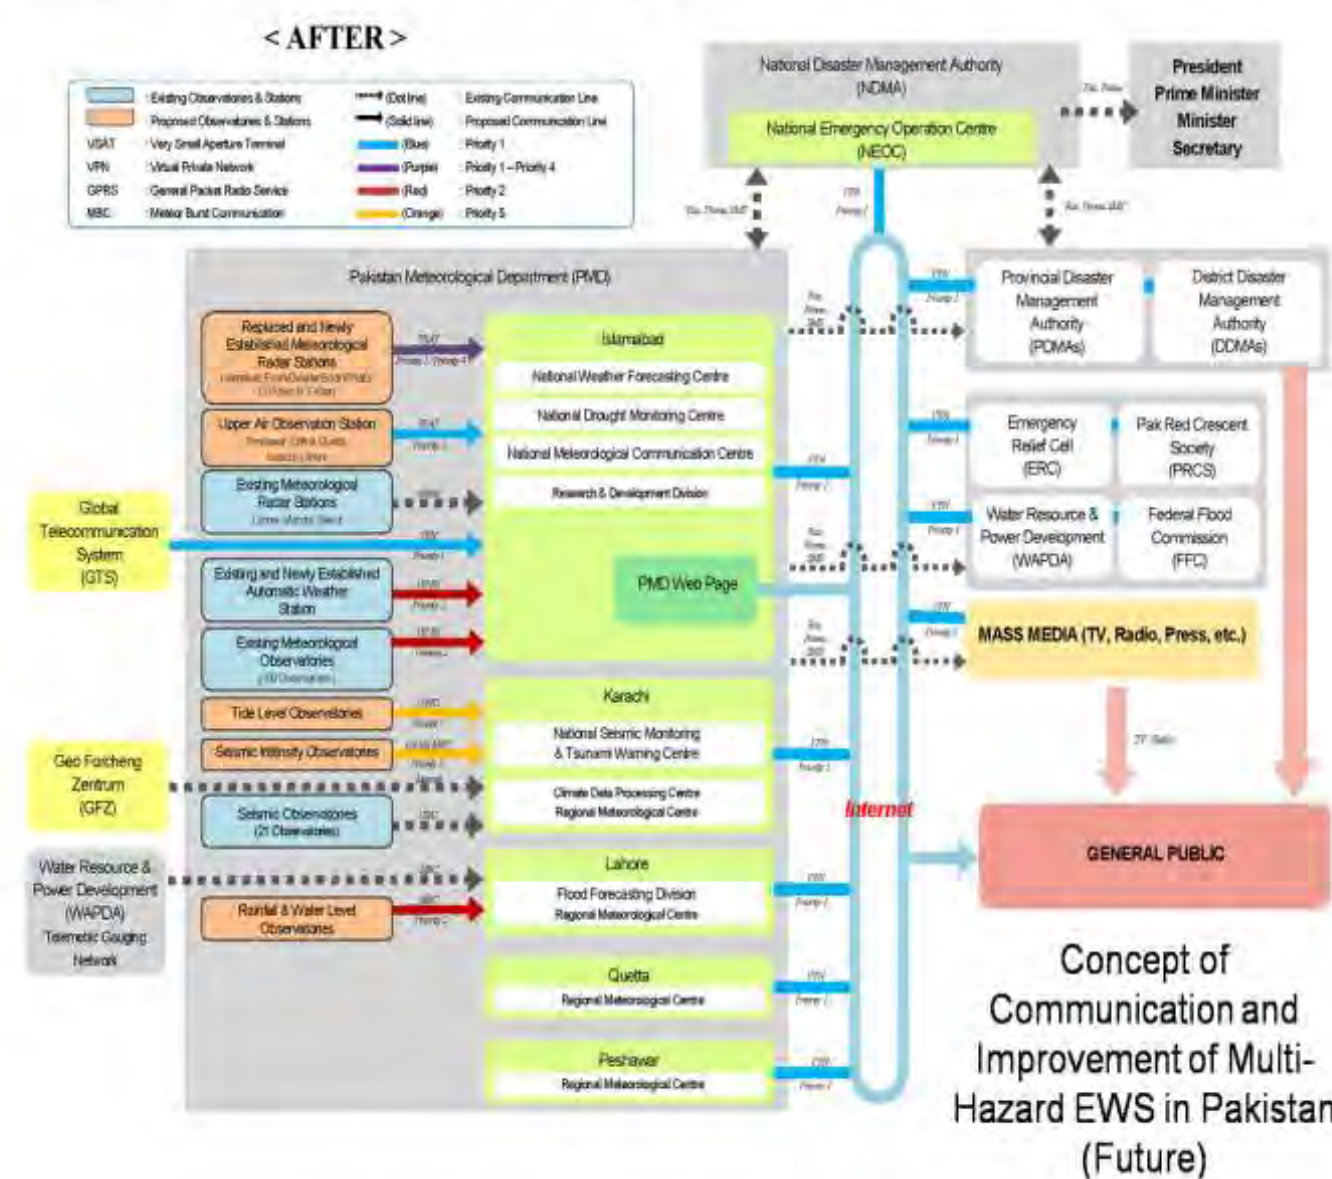 < AFTER >
: Existing Observatories & Stations
: Proposed Observatories & Stations
VSAT : Very Small Aperture Terminal
VPN : Virtual Private Network
GPRS : General Packet Radio Service
MBC : Meteor Burst Communication
(Dot line) : Existing Communication Line
(Solid line) : Proposed Communication Line
(Blue) : Priority 1
(Purple) : Priority 1 – Priority 4
(Red) : Priority 2
(Orange) : Priority 5
National Disaster Management Authority
(NDMA)
National Emergency Operation Centre
(NEOC)
President
Prime Minister
Minister
Secretary
Pakistan Meteorological Department (PMD)
Replaced and Newly
Established Meteorological
Radar Stations
Upper Air Observation Station
Existing Meteorological
Radar Stations
Existing and Newly Established
Automatic Weather
Station
Existing Meteorological
Observatories
Tide Level Observatories
Seismic Intensity Observatories
Seismic Observatories
(21 Observatories)
Rainfall & Water Level
Observatories
Global
Telecommunication
System
(GTS)
Geo Forcheng
Zentrum
(GFZ)
Water Resource &
Power Development
(WAPDA)
Telemetic Gauging
Network
Islamabad
National Weather Forecasting Centre
National Drought Monitoring Centre
National Meteorological Communication Centre
Research & Development Division
PMD Web Page
Karachi
National Seismic Monitoring
& Tsunami Warning Centre
Climate Data Processing Centre
Regional Meteorological Centre
Lahore
Flood Forecasting Division
Regional Meteorological Centre
Quetta
Regional Meteorological Centre
Peshawar
Regional Meteorological Centre
Internet
Provincial Disaster
Management
Authority
(PDMAs)
District Disaster
Management
Authority
(DDMAs)
Emergency
Relief Cell
(ERC)
Pak Red Crescent
Society
(PRCS)
Water Resource &
Power Development
(WAPDA)
Federal Flood
Commission
(FFC)
MASS MEDIA (TV, Radio, Press, etc.)
GENERAL PUBLIC
Concept of
Communication and
Improvement of Multi-
Hazard EWS in Pakistan
(Future)